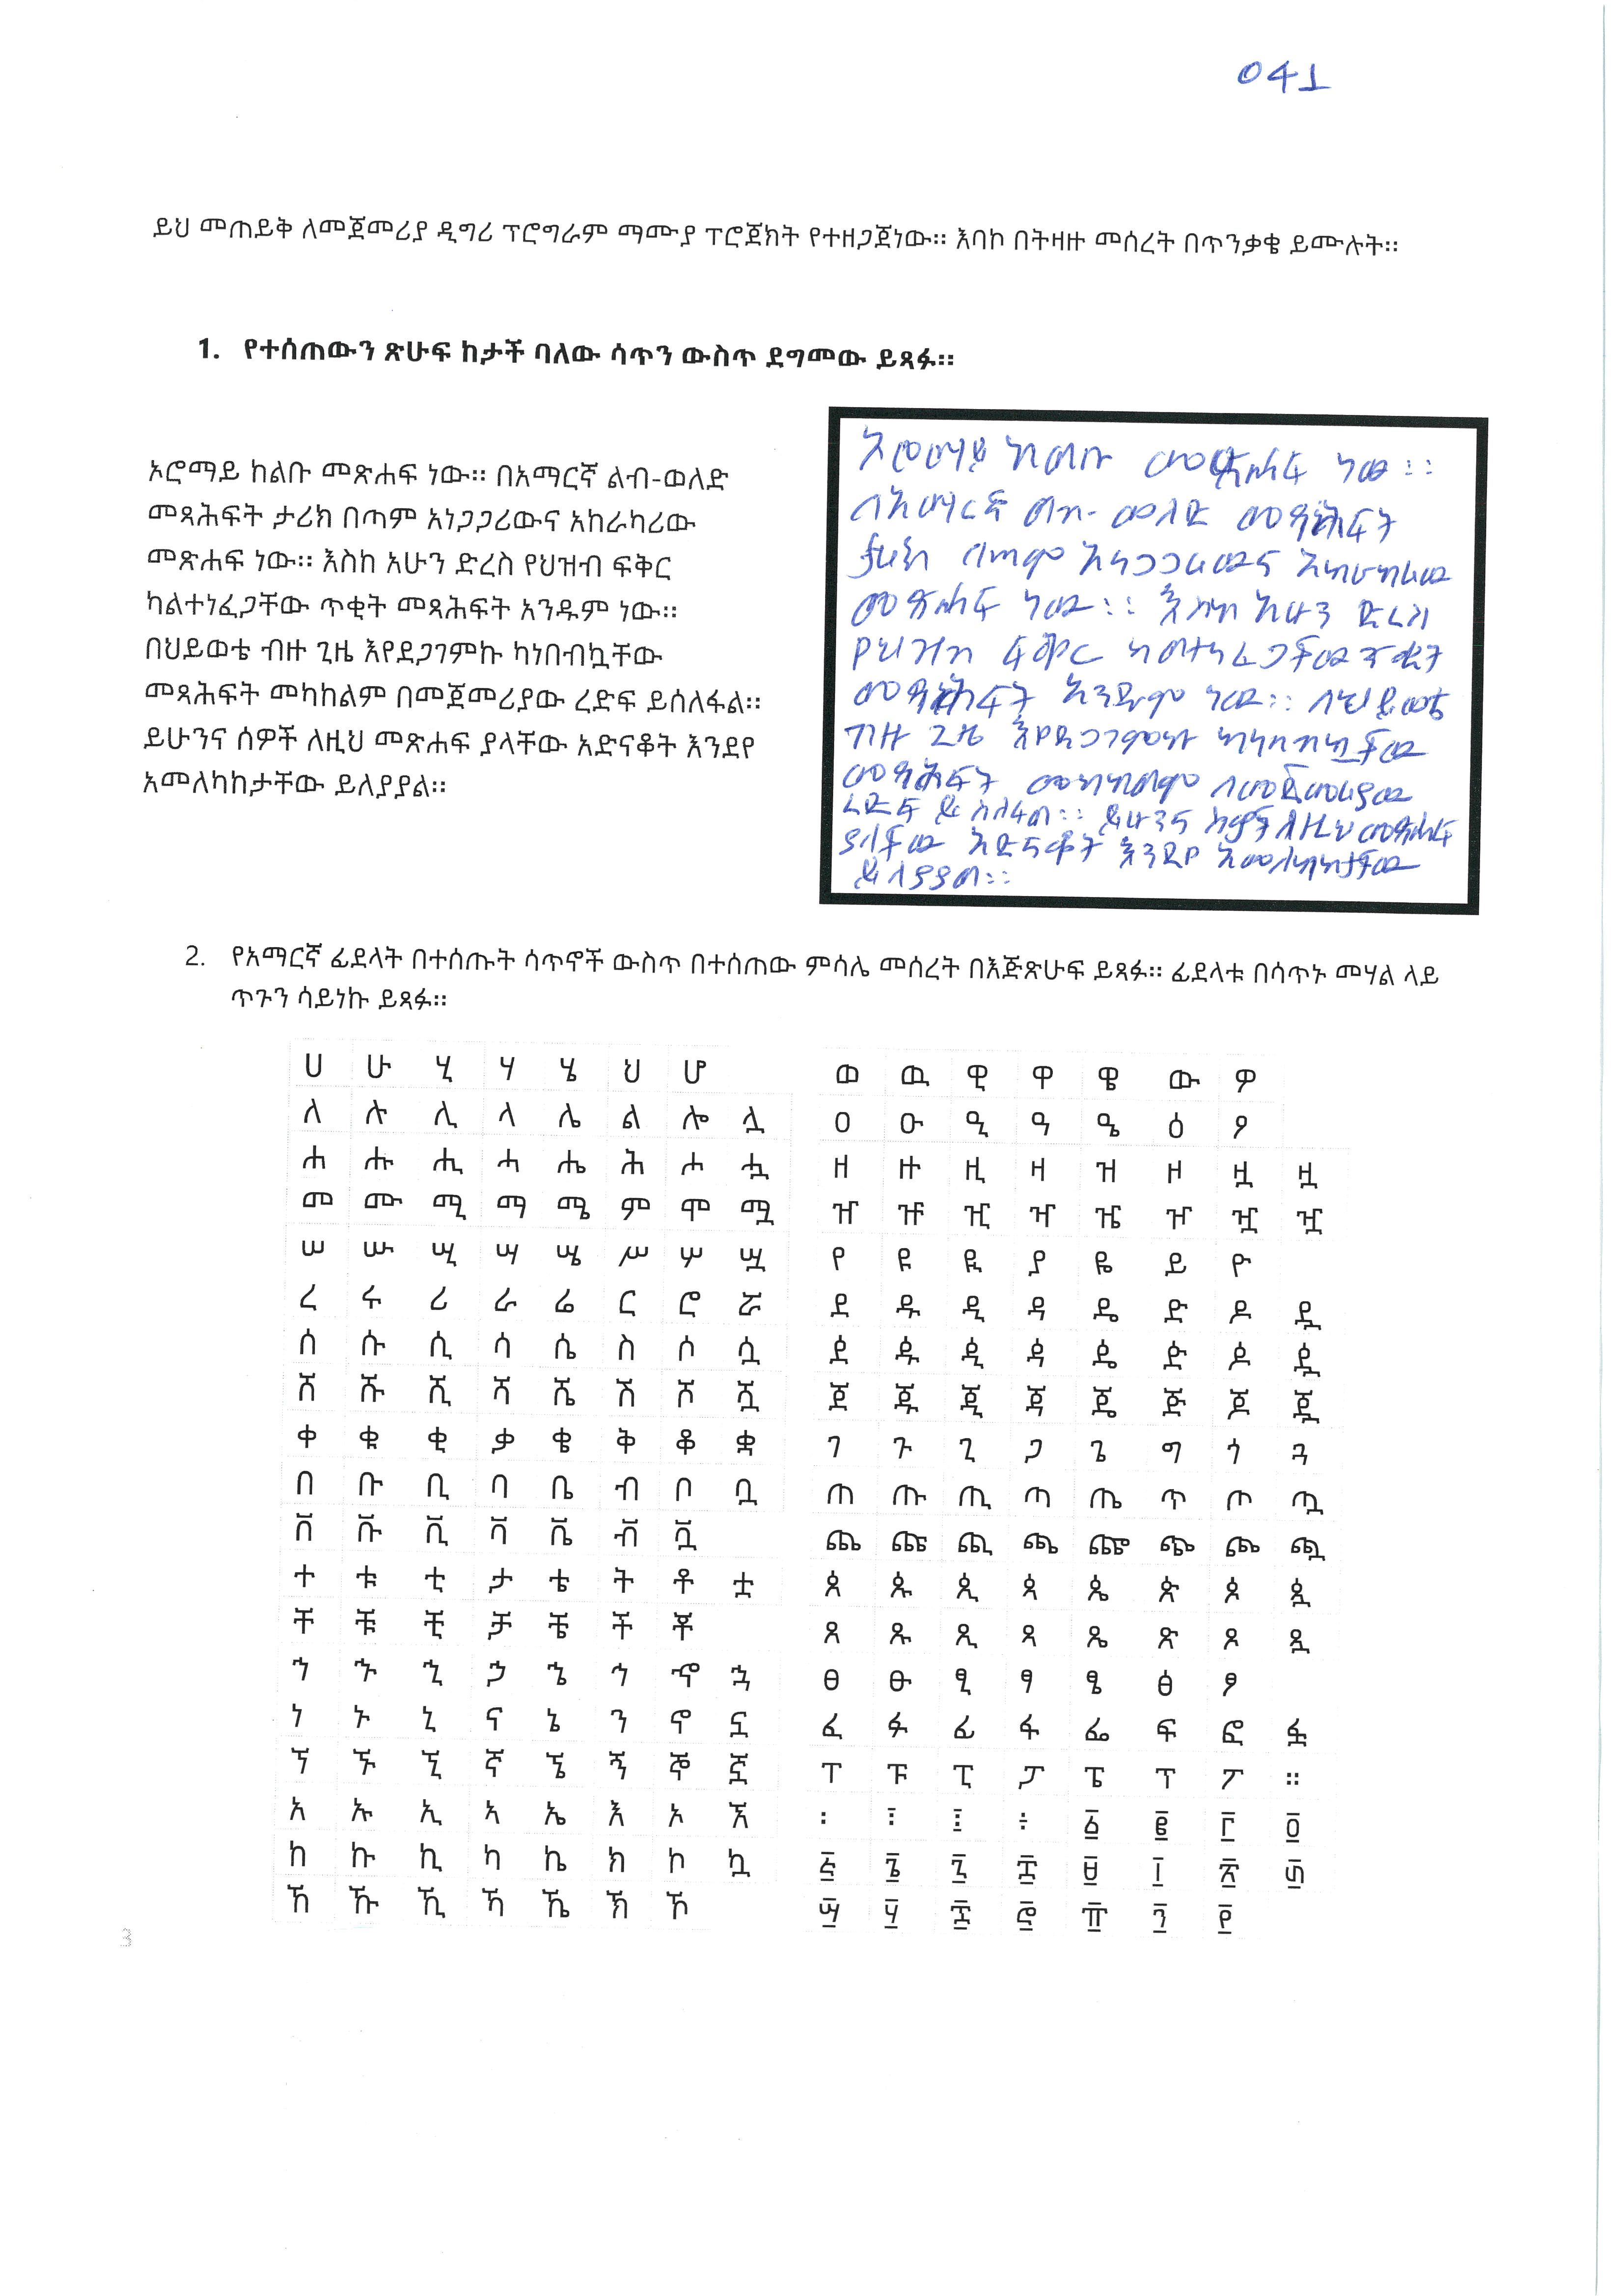 041
ይህ መጠይቅ ለመጀመሪያ ዲግሪ ፕሮግራም ማሙያ ፕሮጀክት የተዘጋጀነው። እባኮ በትዛዙ መሰረት በጥንቃቄ ይሙሉት።
1. የተሰጠውን ጽሁፍ ከታች ባለው ሳጥን ውስጥ ደግመው ይጻፉ።
ኦሮማይ ከልቡ መጽሐፍ ነው። በአማርኛ ልብ-ወለድ
መጻሕፍት ታሪክ በጣም አነጋጋሪውና አከራካሪው
መጽሐፍ ነው። እስከ አሁን ድረስ የህዝብ ፍቅር
ካልተነፈጋቸው ጥቂት መጻሕፍት አንዱም ነው።
በህይወቴ ብዙ ጊዜ እየደጋገምኩ ካነበብኳቸው
መጻሕፍት መካከልም በመጀመሪያው ረድፍ ይሰለፋል።
ይሁንና ሰዎች ለዚህ መጽሐፍ ያላቸው አድናቆት እንደየ
አመለካከታቸው ይለያያል።
ኦሮማይ ከልቡ መጽሐፍ ነው።
በአማርኛ ልብ-ወለድ መጻሕፍት
ታሪክ በጣም አነጋጋሪውና አከራካሪው
መጽሐፍ ነው። እስከ አሁን ድረስ
የህዝብ ፍቅር ካልተነፈጋቸው ጥቂት
መጻሕፍት አንዱም ነው። በህይወቴ
ብዙ ጊዜ እየደጋገምኩ ካነበብኳቸው
መጻሕፍት መካከልም በመጀመሪያው
ረድፍ ይሰለፋል። ይሁንና ሰዎች ለዚህ መጽሐፍ
ያላቸው አድናቆት እንደየ አመለካከታቸው
ይለያያል።
2. የአማርኛ ፊደላት በተሰጡት ሳጥኖች ውስጥ በተሰጠው ምሳሌ መሰረት በእጅጽሁፍ ይጻፉ። ፊደላቱ በሳጥኑ መሃል ላይ
ጥጉን ሳይነኩ ይጻፉ።
ሀ ሁ ሂ ሃ ሄ ህ ሆ ወ ዉ ዊ ዋ ዌ ው ዎ
ለ ሉ ሊ ላ ሌ ል ሎ ሏ ዐ ዑ ዒ ዓ ዔ ዕ ዖ
ሐ ሑ ሒ ሓ ሔ ሕ ሖ ሗ ዘ ዙ ዚ ዛ ዝ ዞ ዟ ዟ
መ ሙ ሚ ማ ሜ ም ሞ ሟ ዠ ዡ ዢ ዣ ዤ ዦ ዧ ዧ
ሠ ሡ ሢ ሣ ሤ ሥ ሦ ሧ የ ዩ ዪ ያ ዬ ይ ዮ
ረ ሩ ሪ ራ ሬ ር ሮ ሯ ደ ዱ ዲ ዳ ዴ ድ ዶ ዷ
ሰ ሱ ሲ ሳ ሴ ስ ሶ ሷ ዸ ዹ ዺ ዻ ዼ ዽ ዾ ዿ
ሸ ሹ ሺ ሻ ሼ ሽ ሾ ሿ ጀ ጁ ጂ ጃ ጄ ጅ ጆ ጇ
ቀ ቁ ቂ ቃ ቄ ቅ ቆ ቋ ገ ጉ ጊ ጋ ጌ ግ ጎ ጓ
በ ቡ ቢ ባ ቤ ብ ቦ ቧ ጠ ጡ ጢ ጣ ጤ ጥ ጦ ጧ
ቨ ቩ ቪ ቫ ቬ ቭ ቯ ጨ ጩ ጪ ጫ ጬ ጭ ጮ ጯ
ተ ቱ ቲ ታ ቴ ት ቶ ቷ ጰ ጱ ጲ ጳ ጴ ጵ ጶ ጷ
ቸ ቹ ቺ ቻ ቼ ች ቾ ጸ ጹ ጺ ጻ ጼ ጽ ጾ ጿ
ኀ ኁ ኂ ኃ ኄ ኅ ኆ ኋ ፀ ፁ ፂ ፃ ፄ ፅ ፆ
ነ ኑ ኒ ና ኔ ን ኖ ኗ ፈ ፉ ፊ ፋ ፌ ፍ ፎ ፏ
ኘ ኙ ኚ ኛ ኜ ኝ ኞ ኟ ፐ ፑ ፒ ፓ ፔ ፕ ፖ ።
አ ኡ ኢ ኣ ኤ እ ኦ ኧ ፡ ፣ ፤ ÷ ፩ ፪ ፫ ፬
ከ ኩ ኪ ካ ኬ ክ ኮ ኳ ፭ ፮ ፯ ፰ ፱ ፲ ፳ ፴
ኸ ኹ ኺ ኻ ኼ ኽ ኾ ፵ ፶ ፷ ፸ ፹ ፺ ፻
3